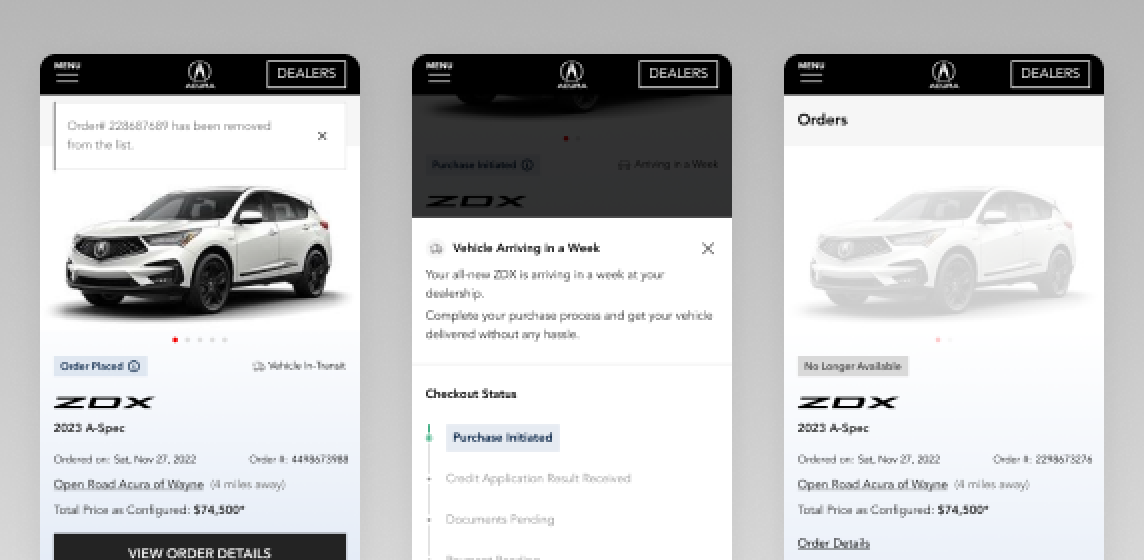 MENU
ACURA
DEALERS
Order# 228687689 has been removed
from the list.
Order Placed
Vehicle In-Transit
ZDX
2023 A-Spec
Ordered on: Sat, Nov 27, 2022
Order #: 4498673988
Open Road Acura of Wayne (4 miles away)
Total Price as Configured: $74,500*
VIEW ORDER DETAILS
MENU
ACURA
DEALERS
Purchase Initiated
Arriving in a Week
ZDX
Vehicle Arriving in a Week
Your all-new ZDX is arriving in a week at your
dealership.
Complete your purchase process and get your vehicle
delivered without any hassle.
Checkout Status
Purchase Initiated
Credit Application Result Received
Documents Pending
Payment Pending
MENU
ACURA
DEALERS
Orders
No Longer Available
ZDX
2023 A-Spec
Ordered on: Sat, Nov 27, 2022
Order #: 2298673276
Open Road Acura of Wayne (4 miles away)
Total Price as Configured: $74,500*
Order Details